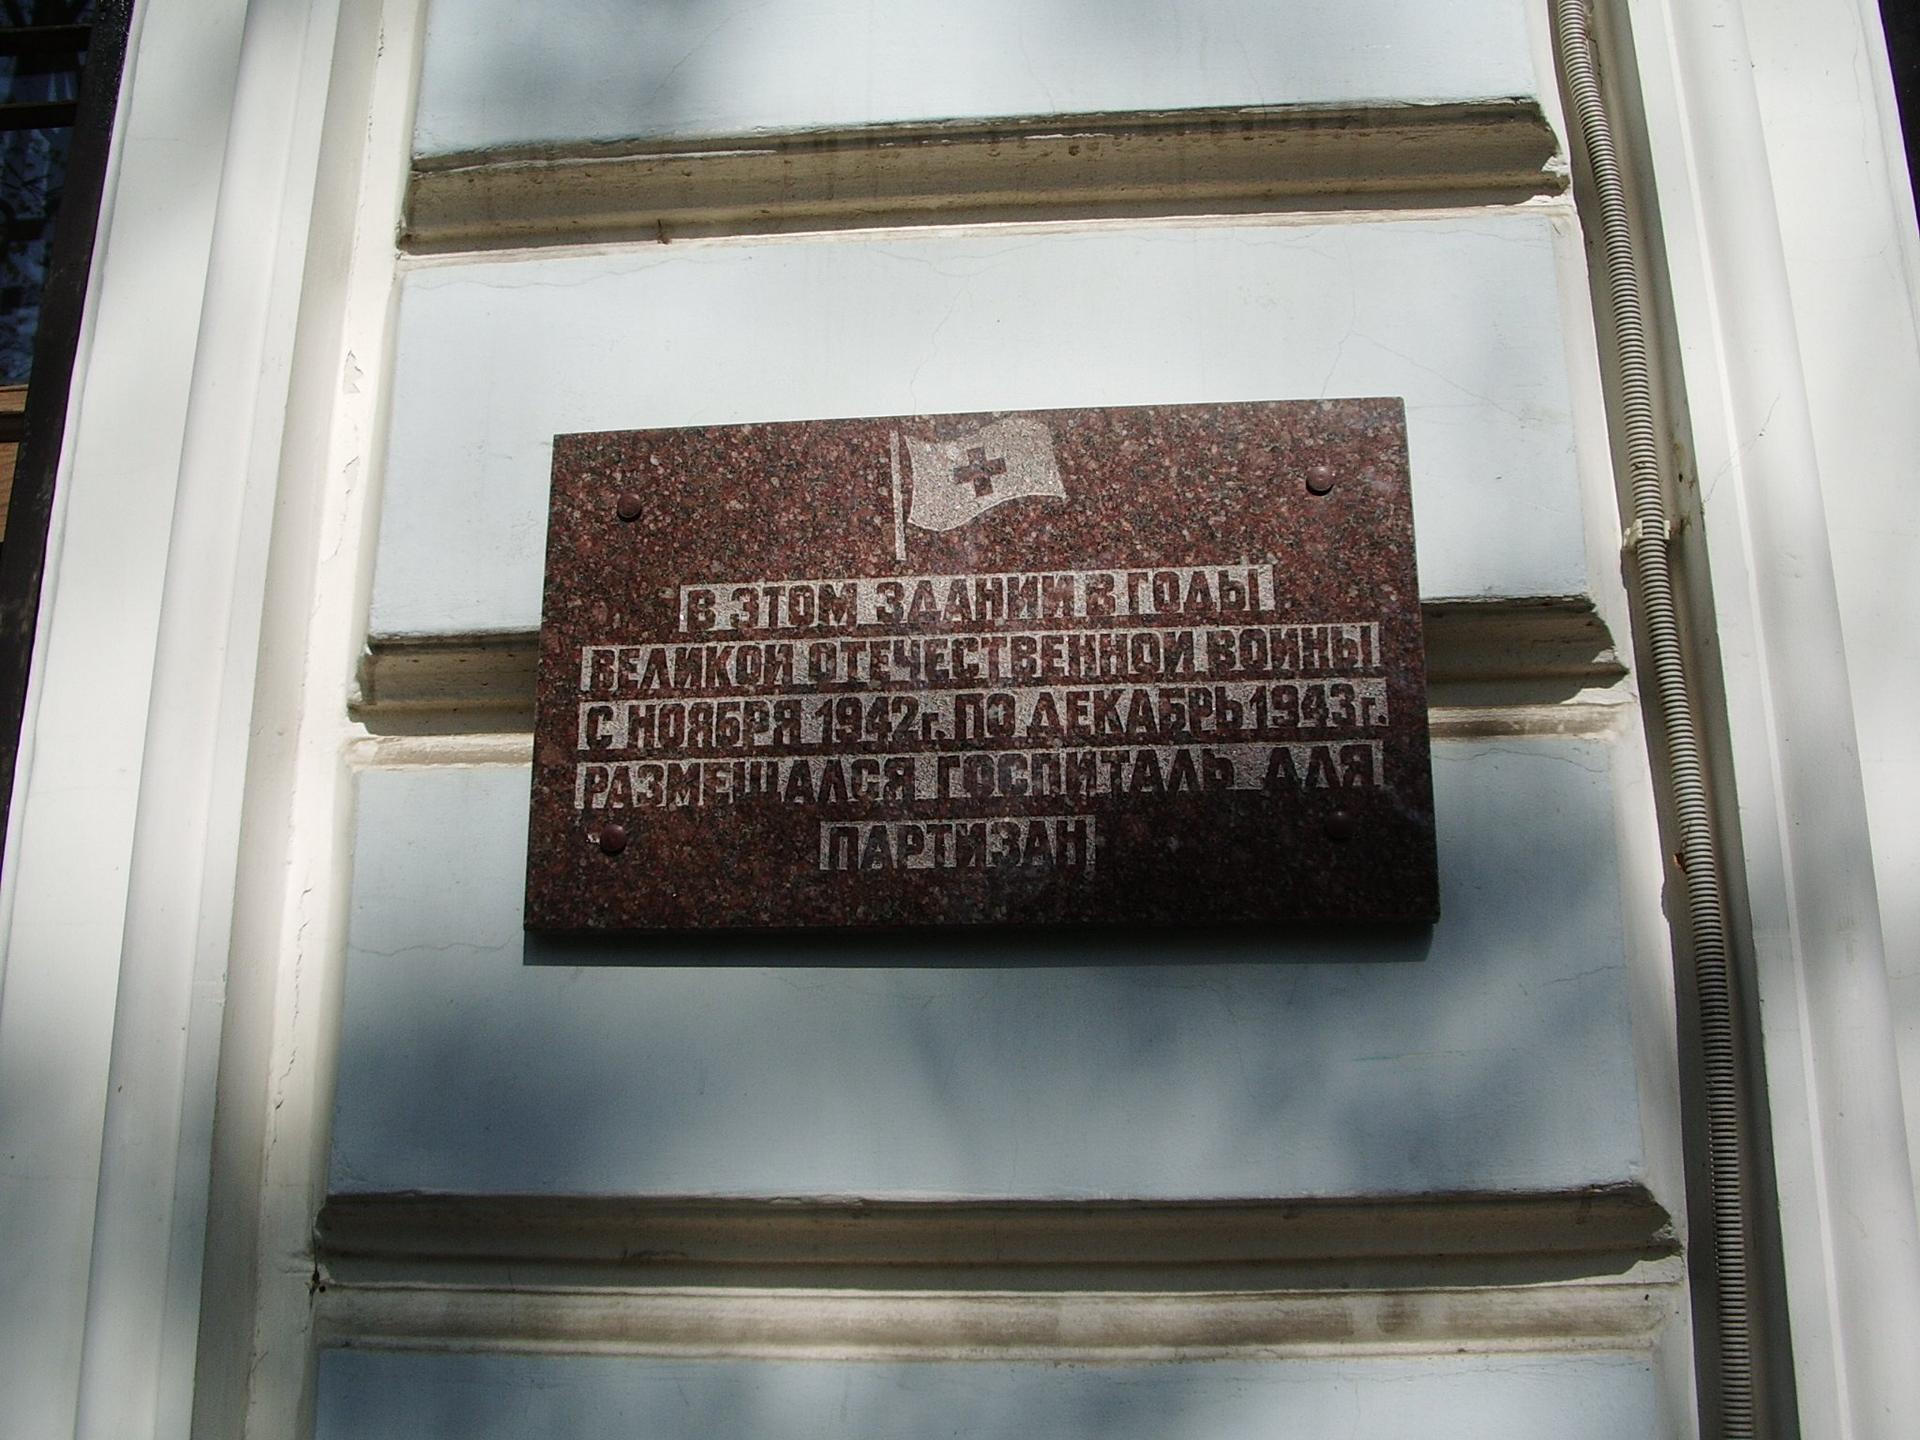 В ЭТОМ ЗДАНИИ В ГОДЫ
ВЕЛИКОЙ ОТЕЧЕСТВЕННОЙ ВОЙНЫ
С НОЯБРЯ 1942 г. ПО ДЕКАБРЬ 1943 г.
РАЗМЕЩАЛСЯ ГОСПИТАЛЬ ДЛЯ
ПАРТИЗАН